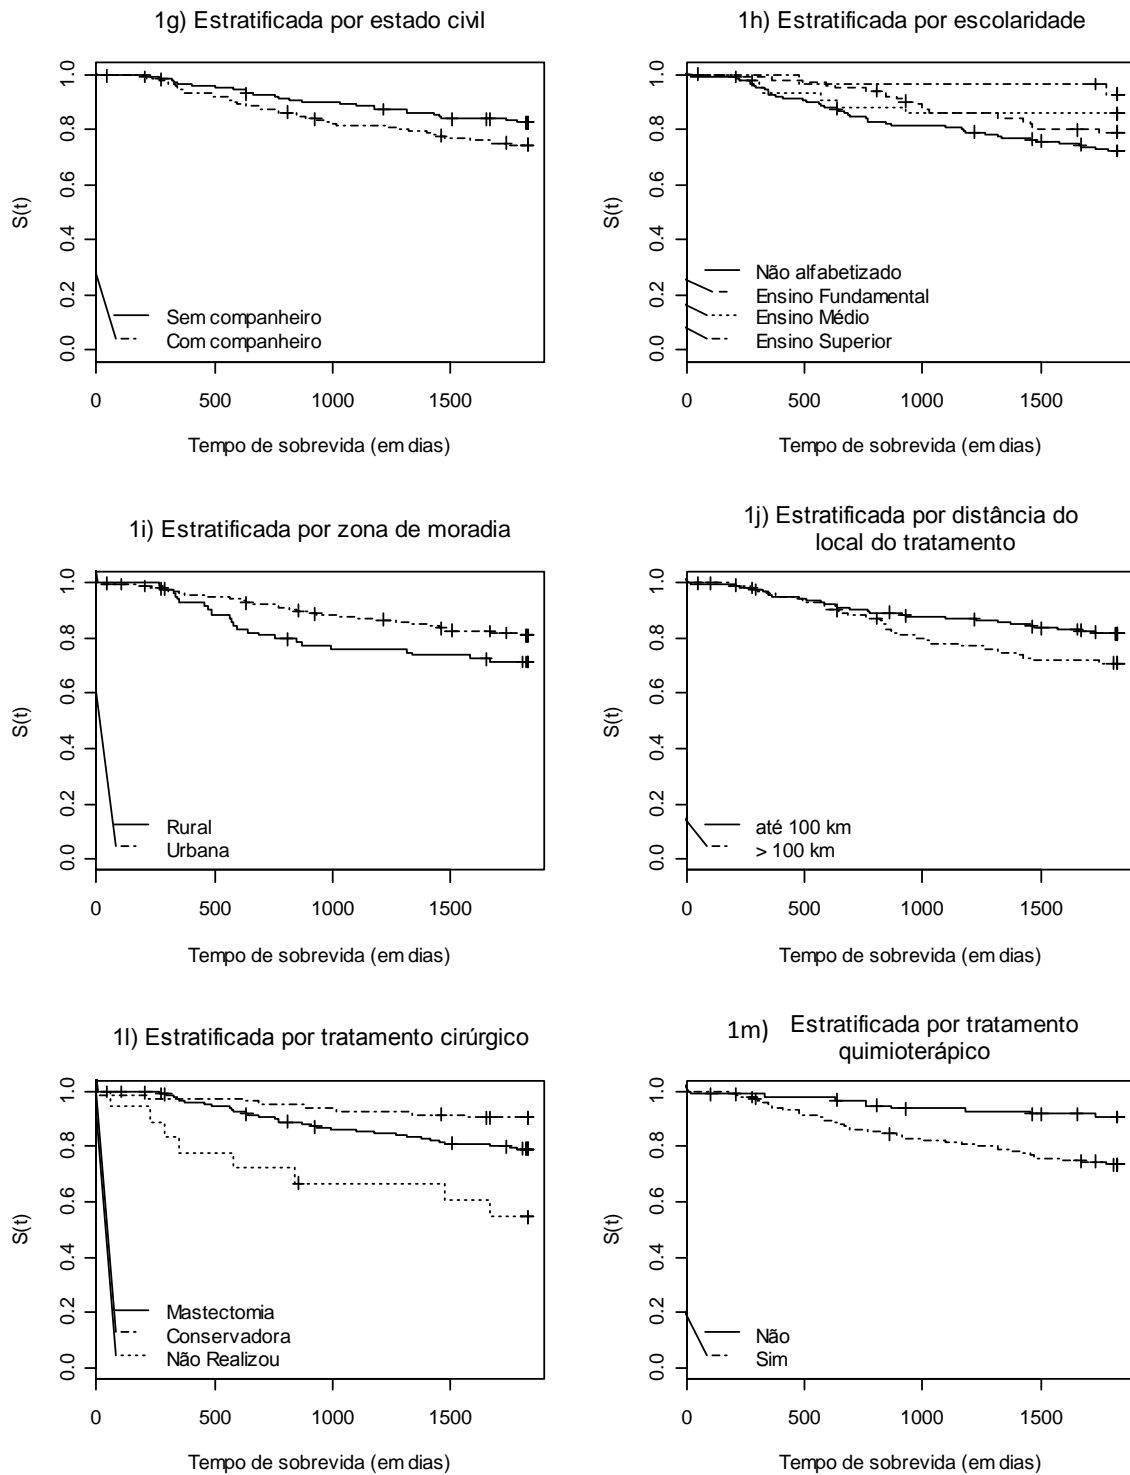 1g) Estratificada por estado civil
S(t)
1.0
0.8
0.6
0.4
0.2
0.0
Sem companheiro
Com companheiro
0 500 1000 1500
Tempo de sobrevida (em dias)
1h) Estratificada por escolaridade
S(t)
1.0
0.8
0.6
0.4
0.2
0.0
Não alfabetizado
Ensino Fundamental
Ensino Médio
Ensino Superior
0 500 1000 1500
Tempo de sobrevida (em dias)
1i) Estratificada por zona de moradia
S(t)
1.0
0.8
0.6
0.4
0.2
0.0
Rural
Urbana
0 500 1000 1500
Tempo de sobrevida (em dias)
1j) Estratificada por distância do
local do tratamento
S(t)
1.0
0.8
0.6
0.4
0.2
0.0
até 100 km
> 100 km
0 500 1000 1500
Tempo de sobrevida (em dias)
1l) Estratificada por tratamento cirúrgico
S(t)
1.0
0.8
0.6
0.4
0.2
0.0
Mastectomia
Conservadora
Não Realizou
0 500 1000 1500
Tempo de sobrevida (em dias)
1m) Estratificada por tratamento
quimioterápico
S(t)
1.0
0.8
0.6
0.4
0.2
0.0
Não
Sim
0 500 1000 1500
Tempo de sobrevida (em dias)